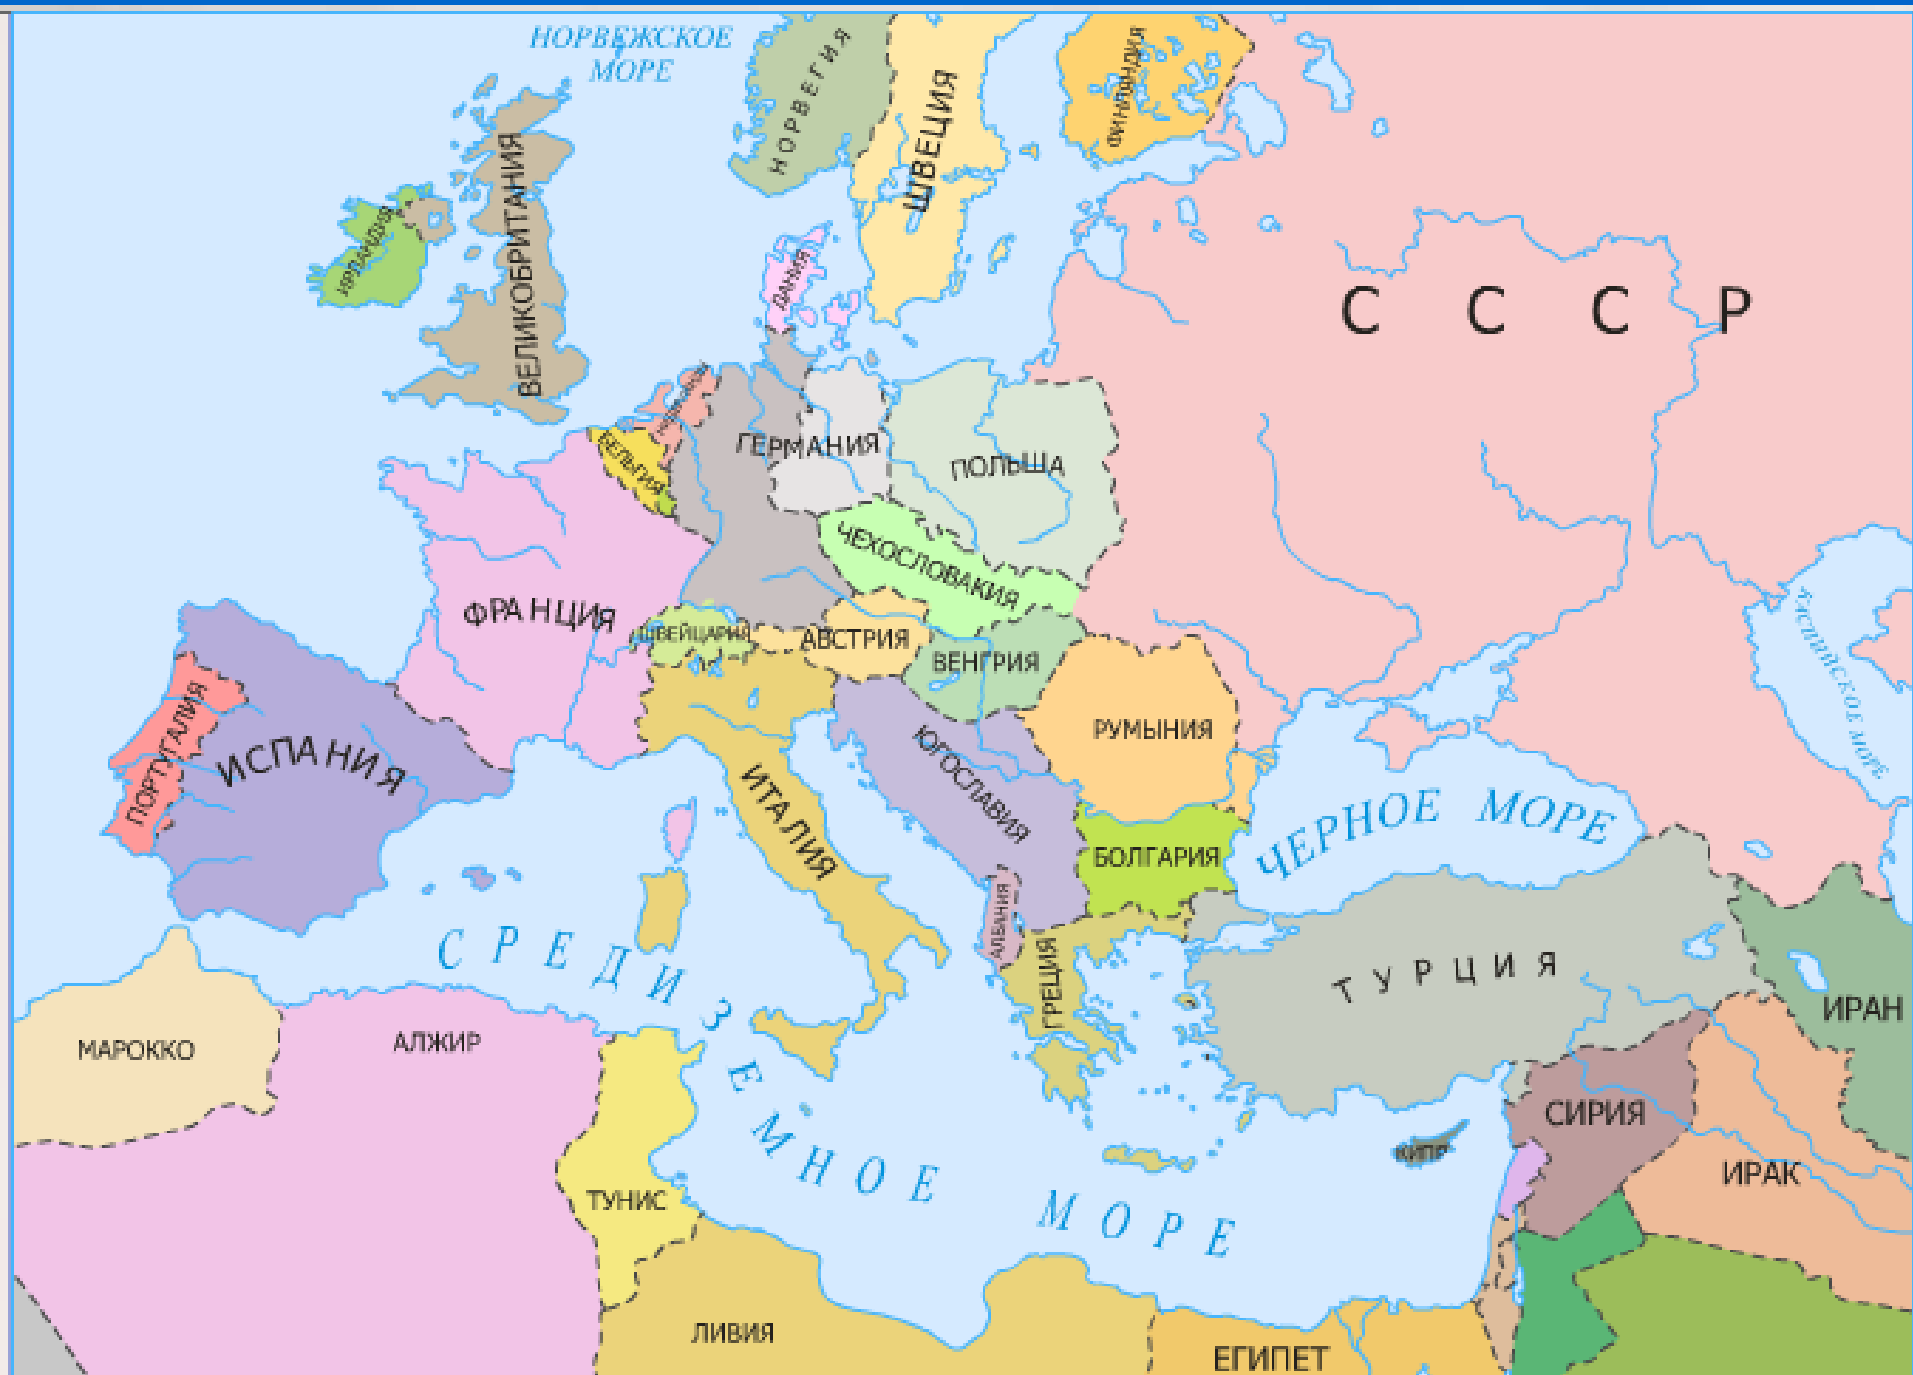 НОРВЕЖСКОЕ
МОРЕ
НОРВЕГИЯ
ШВЕЦИЯ
ФИНЛЯНДИЯ
ВЕЛИКОБРИТАНИЯ
ИРЛАНДИЯ
ДАНИЯ
С С С Р
ГЕРМАНИЯ
ПОЛЬША
БЕЛЬГИЯ
ЧЕХОСЛОВАКИЯ
ФРАНЦИЯ
ШВЕЙЦАРИЯ
АВСТРИЯ
ВЕНГРИЯ
КАСПИЙСКОЕ МОРЕ
ПОРТУГАЛИЯ
ИСПАНИЯ
РУМЫНИЯ
ЮГОСЛАВИЯ
ИТАЛИЯ
ЧЕРНОЕ МОРЕ
БОЛГАРИЯ
АЛБАНИЯ
ГРЕЦИЯ
ТУРЦИЯ
СРЕДИЗЕМНОЕ МОРЕ
ИРАН
МАРОККО
АЛЖИР
СИРИЯ
КИПР
ИРАК
ТУНИС
ЛИВИЯ
ЕГИПЕТ